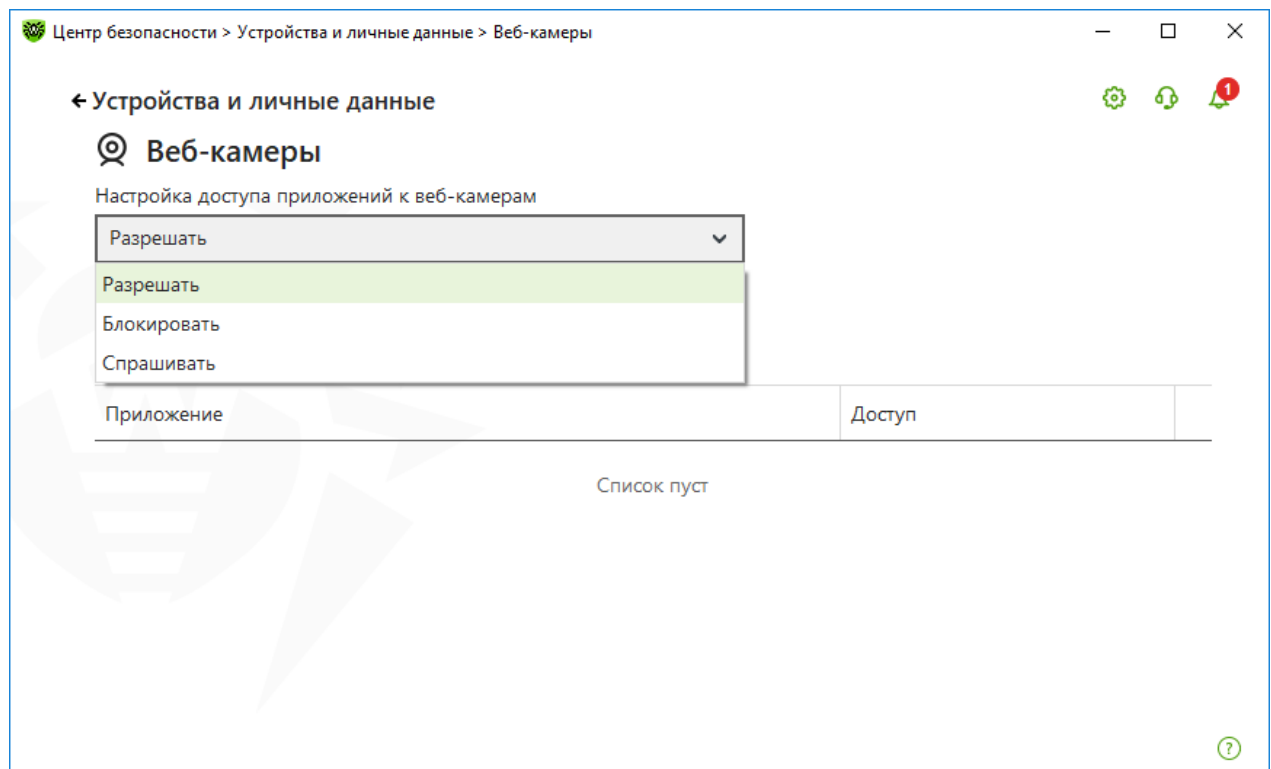 Центр безопасности > Устройства и личные данные > Веб-камеры
Устройства и личные данные
1
Веб-камеры
Настройка доступа приложений к веб-камерам
Разрешать
Разрешать
Блокировать
Спрашивать
Приложение Доступ
Список пуст
?